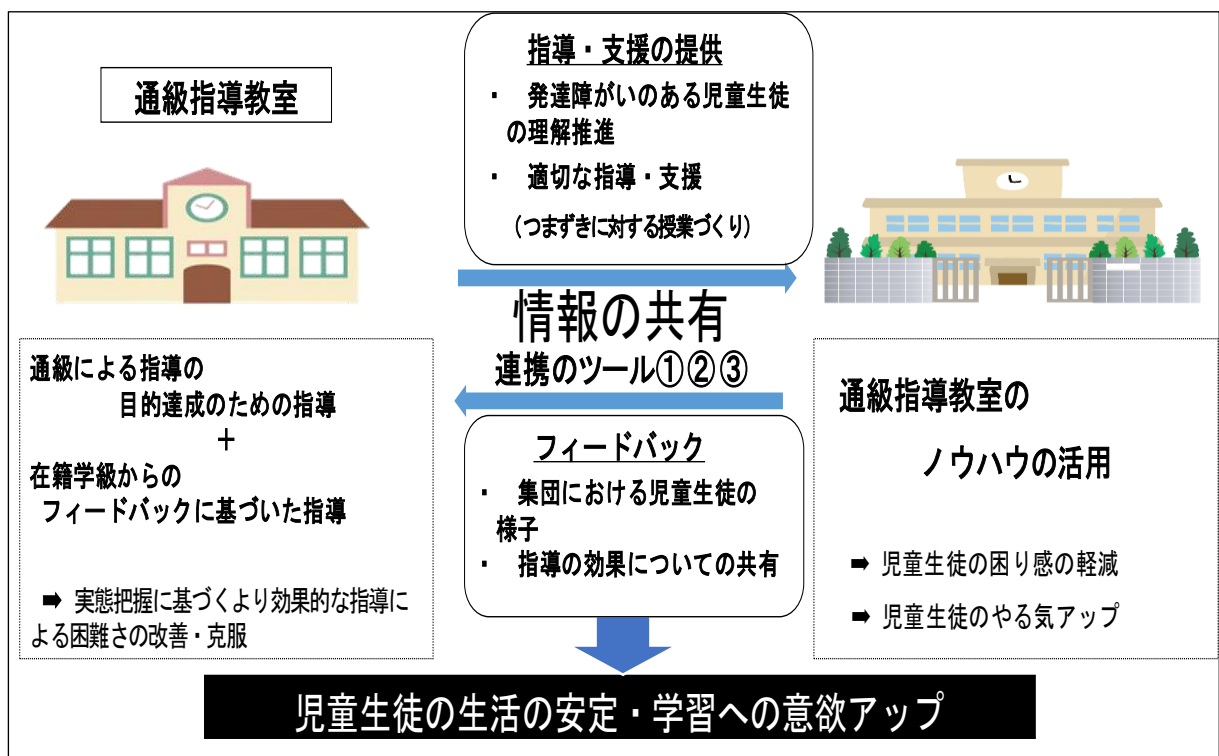 通級指導教室
指導・支援の提供
・ 発達障がいのある児童生徒
の理解推進
・ 適切な指導・支援
（つまずきに対する授業づくり）
情報の共有
連携のツール①②③
通級による指導の
目的達成のための指導
＋
在籍学級からの
フィードバックに基づいた指導
➡ 実態把握に基づくより効果的な指導に
よる困難さの改善・克服
フィードバック
・ 集団における児童生徒の
様子
・ 指導の効果についての共有
通級指導教室の
ノウハウの活用
➡ 児童生徒の困り感の軽減
➡ 児童生徒のやる気アップ
児童生徒の生活の安定・学習への意欲アップ